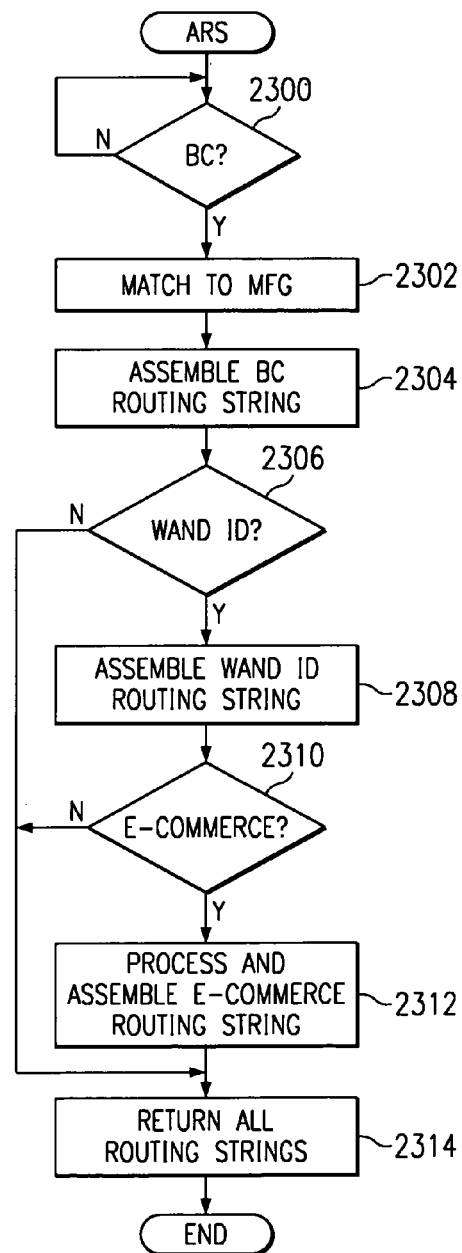 ARS
2300
N
BC?
Y
MATCH TO MFG
2302
ASSEMBLE BC
ROUTING STRING
2304
2306
N
WAND ID?
Y
ASSEMBLE WAND ID
ROUTING STRING
2308
2310
N
E-COMMERCE?
Y
PROCESS AND
ASSEMBLE E-COMMERCE
ROUTING STRING
2312
RETURN ALL
ROUTING STRINGS
2314
END